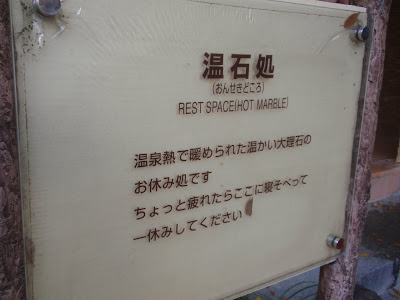 温石処
(おんせきどころ)
REST SPACE(HOT MARBLE)
温泉熱で暖められた温かい大理石の
お休み処です
ちょっと疲れたらここに寝そべって
一休みしてください